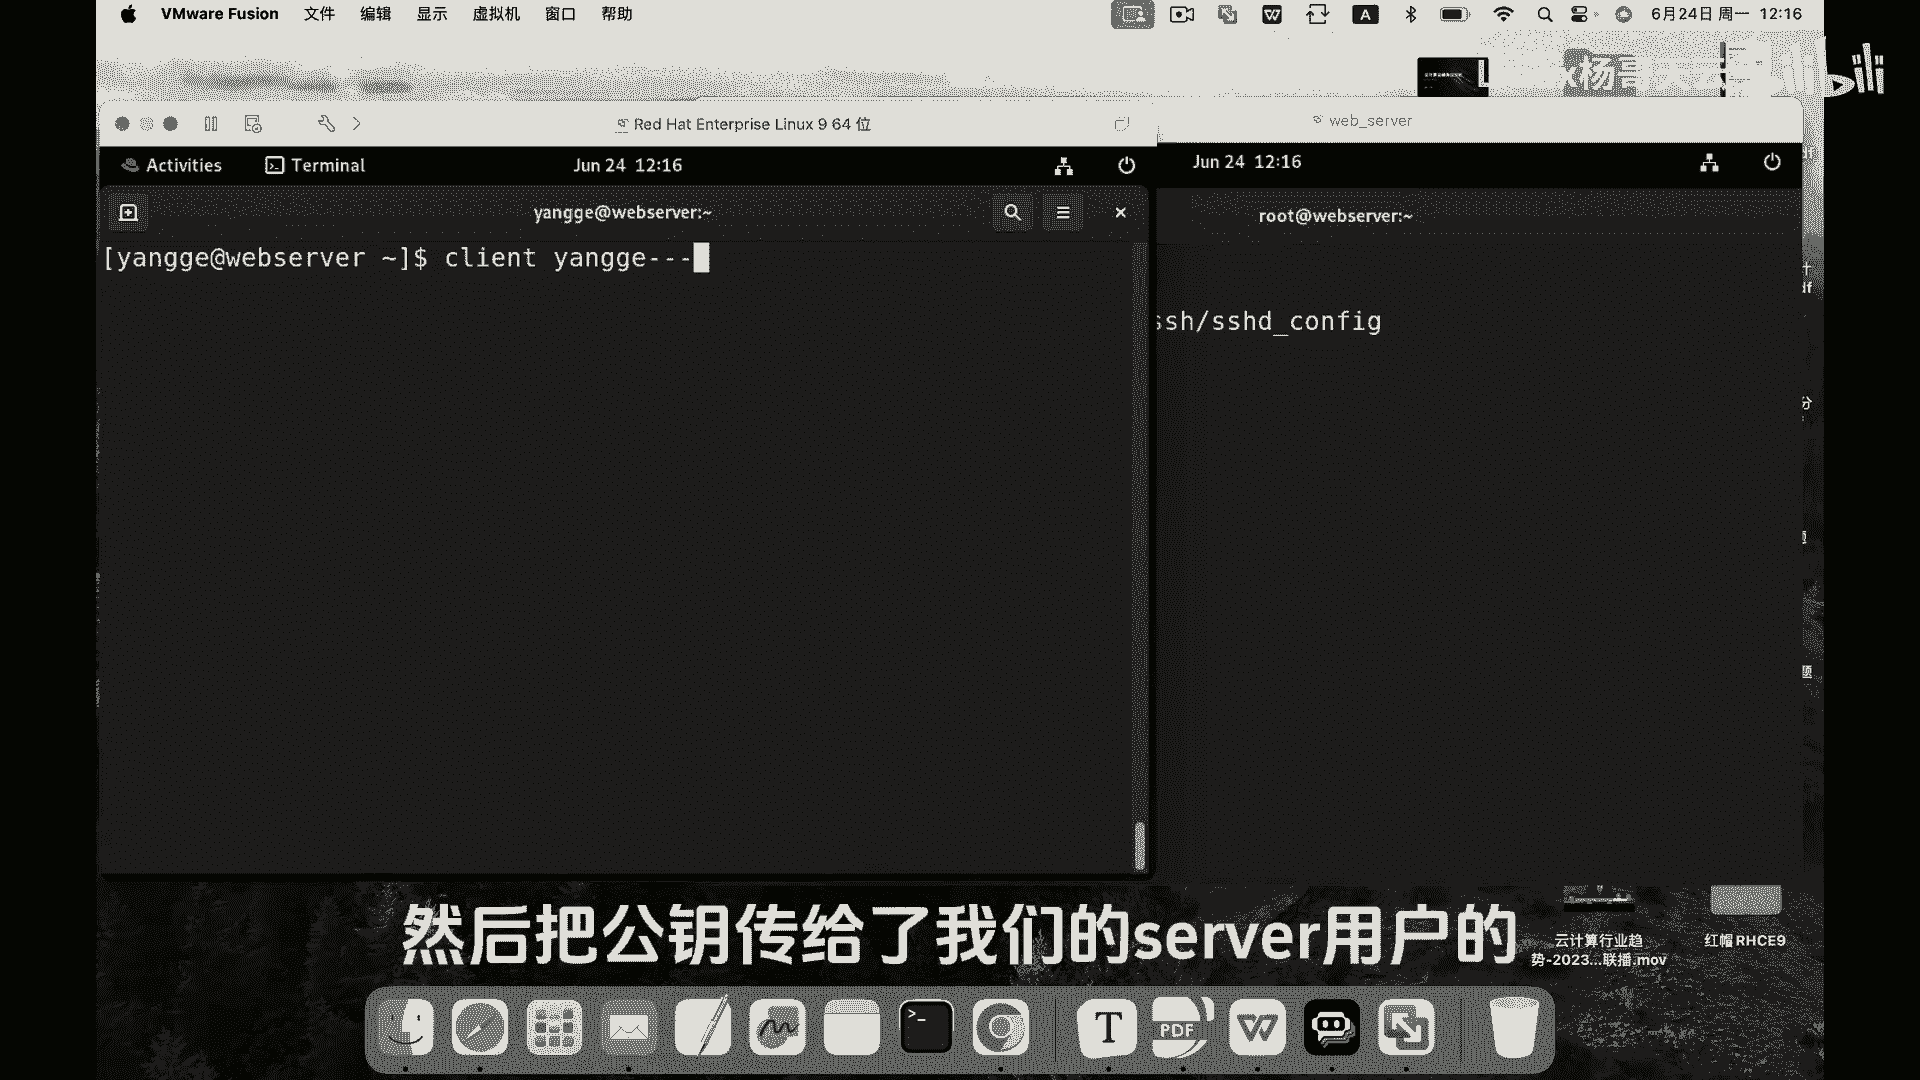 VMware Fusion 文件 编辑 显示 虚拟机 窗口 帮助 A 6月24日 周一 12:16
杨
Red Hat Enterprise Linux 9 64 位
web_server
Activities Terminal Jun 24 12:16
Jun 24 12:16
yangge@webserver:~
root@webserver:~
[yangge@webserver ~]$ client yangge---
ssh/sshd_config
然后把公钥传给了我们的server用户的
云计算行业趋
势-2023...联播.mov
红帽 RHCE9
T PDF